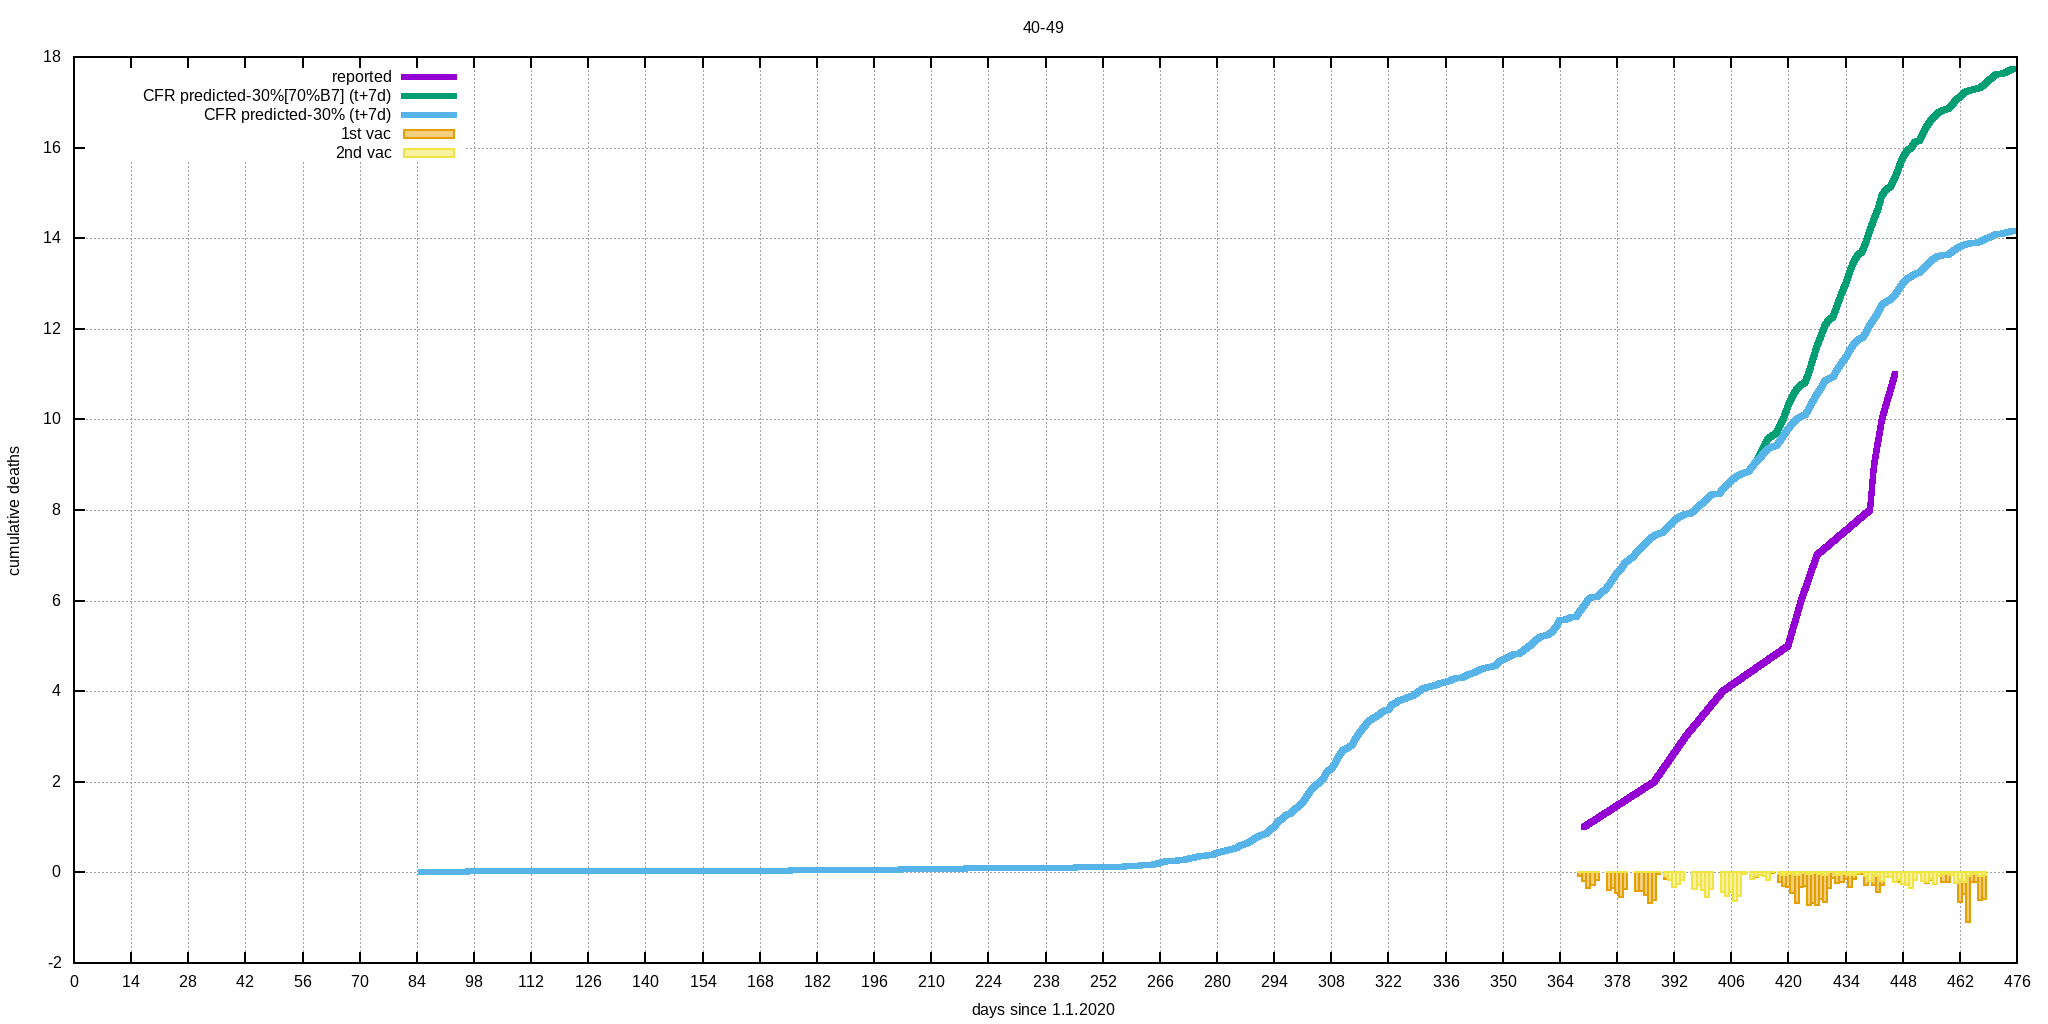 40-49
reported
CFR predicted-30%[70%B7] (t+7d)
CFR predicted-30% (t+7d)
1st vac
2nd vac
18
16
14
12
10
8
6
4
2
0
-2
cumulative deaths
0 14 28 42 56 70 84 98 112 126 140 154 168 182 196 210 224 238 252 266 280 294 308 322 336 350 364 378 392 406 420 434 448 462 476
days since 1.1.2020